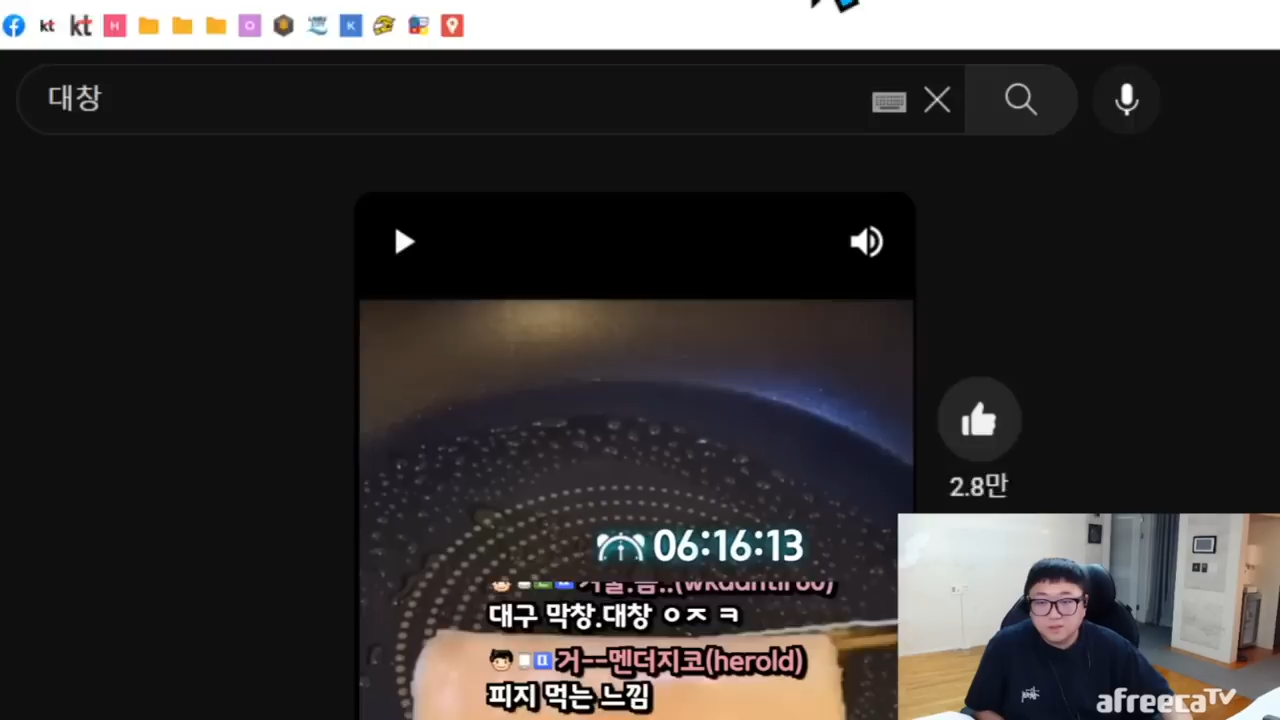 kt
kt
H
O
K
대창
2.8만
06:16:13
대구 막창.대창 ㅇㅈ ㅋ
거--멘더지코(herold)
피지 먹는 느낌
afreecaTV